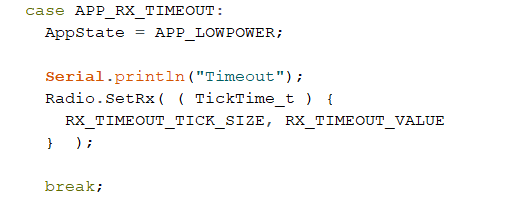 case APP_RX_TIMEOUT:
AppState = APP_LOWPOWER;
Serial.println("Timeout");
Radio.SetRx( ( TickTime_t ) {
RX_TIMEOUT_TICK_SIZE, RX_TIMEOUT_VALUE
} );
break;